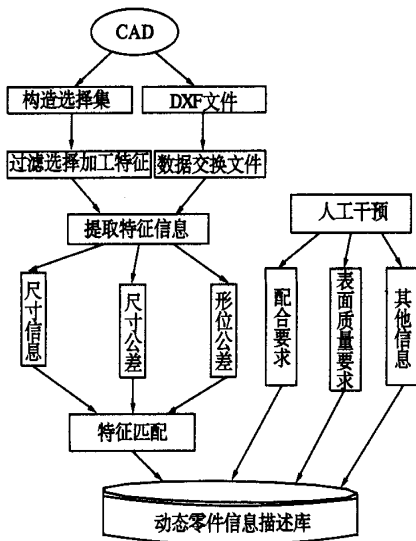 CAD
构造选择集
DXF文件
过滤选择加工特征
数据交换文件
提取特征信息
人工干预
尺寸信息
尺寸公差
形位公差
配合要求
表面质量要求
其他信息
特征匹配
动态零件信息描述库